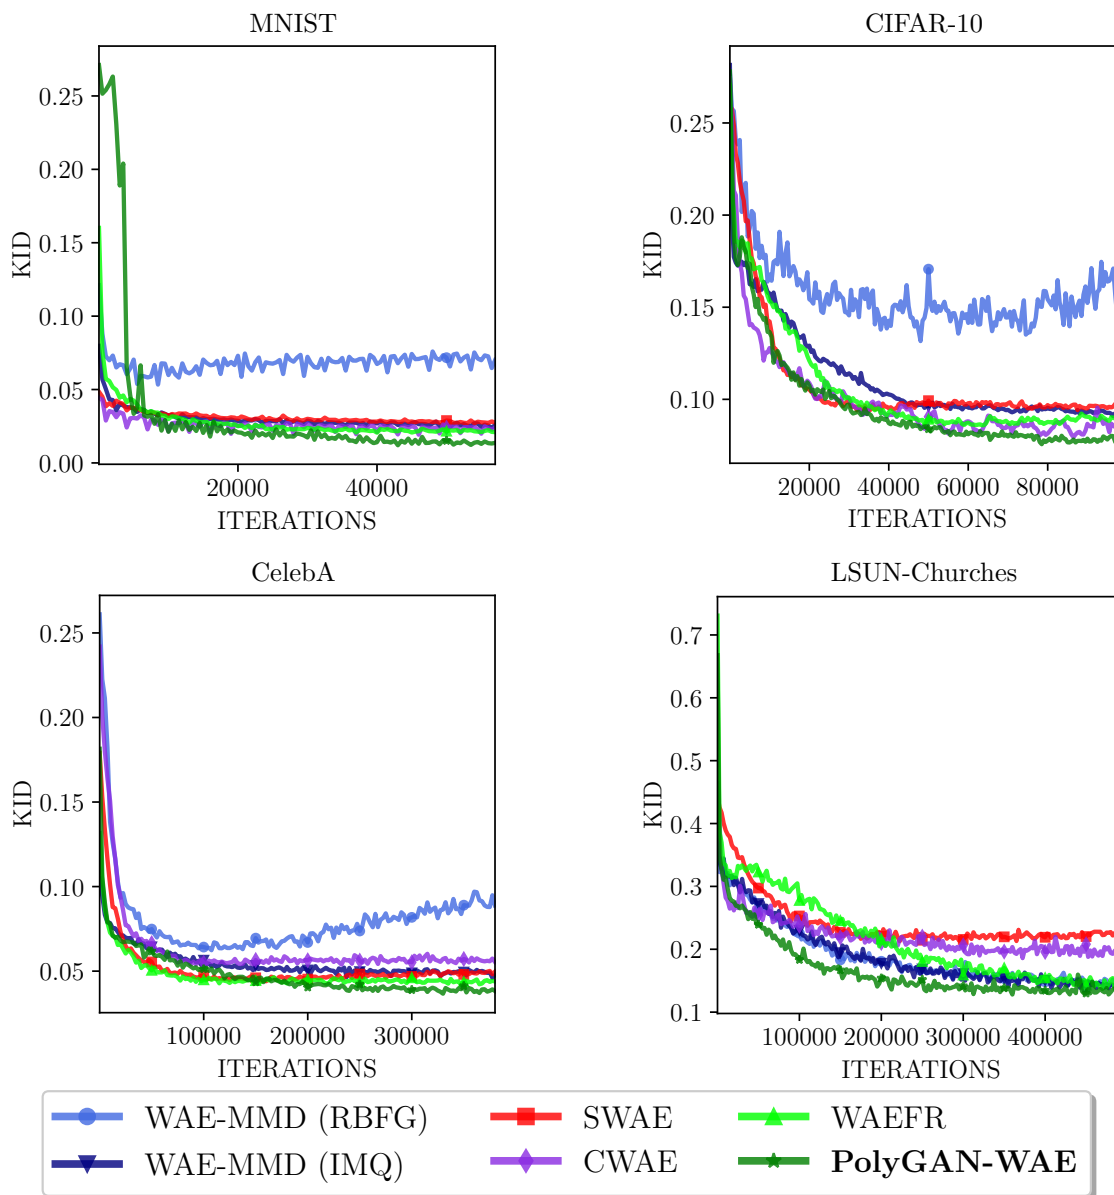 MNIST
KID
0.25
0.20
0.15
0.10
0.05
0.00
20000 40000
ITERATIONS
CIFAR-10
KID
0.25
0.20
0.15
0.10
20000 40000 60000 80000
ITERATIONS
CelebA
KID
0.25
0.20
0.15
0.10
0.05
100000 200000 300000
ITERATIONS
LSUN-Churches
KID
0.7
0.6
0.5
0.4
0.3
0.2
0.1
100000 200000 300000 400000
ITERATIONS
WAE-MMD (RBFG) SWAE WAEFR
WAE-MMD (IMQ) CWAE PolyGAN-WAE